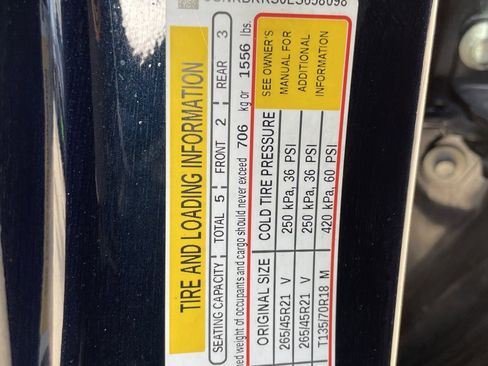 TIRE AND LOADING INFORMATION
SEATING CAPACITY TOTAL 5 FRONT 2 REAR 3
weight of occupants and cargo should never exceed 706 kg or 1556 lbs.
ORIGINAL SIZE COLD TIRE PRESSURE SEE OWNER'S
265/45R21 V 250 kPa, 36 PSI MANUAL FOR
265/45R21 V 250 kPa, 36 PSI ADDITIONAL
T135/70R18 M 420 kPa, 60 PSI INFORMATION